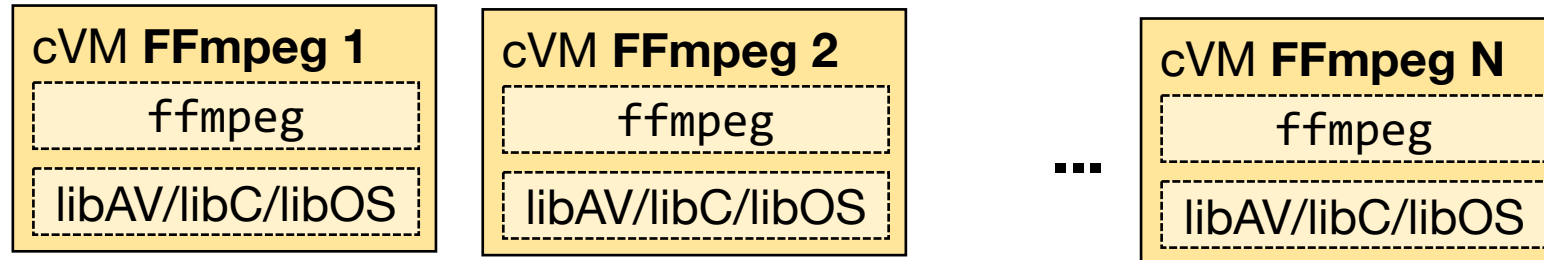 cVM FFmpeg 1
ffmpeg
libAV/libC/libOS
cVM FFmpeg 2
ffmpeg
libAV/libC/libOS
...
cVM FFmpeg N
ffmpeg
libAV/libC/libOS